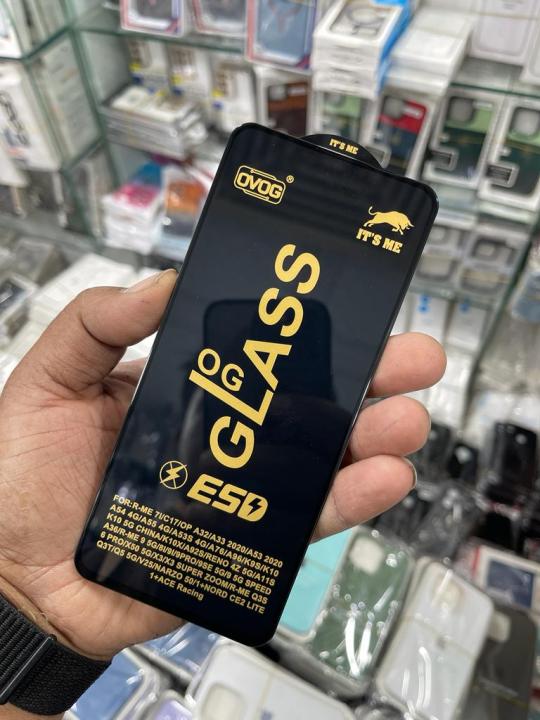 IT'S ME
OVOG®
IT'S ME
OG
GLASS
ESD
FOR:R-ME 7I/C17/OP A32/A33 2020/A53 2020
A54 4G/A55 4G/A53S 4G/A76/A96/K9S/K10
K10 5G CHINA/K10X/A92S/RENO 4Z 5G/A11S
A36/R-ME 9 5G/8/8I/9I/9PRO/9SE 5G/9 5G SPEED
6 PRO/X50 5G/X3/X3 SUPER ZOOM/R-ME Q3S
Q3T/Q5 5G/V25/NARZO 50/1+NORD CE2 LITE
1+ACE Racing